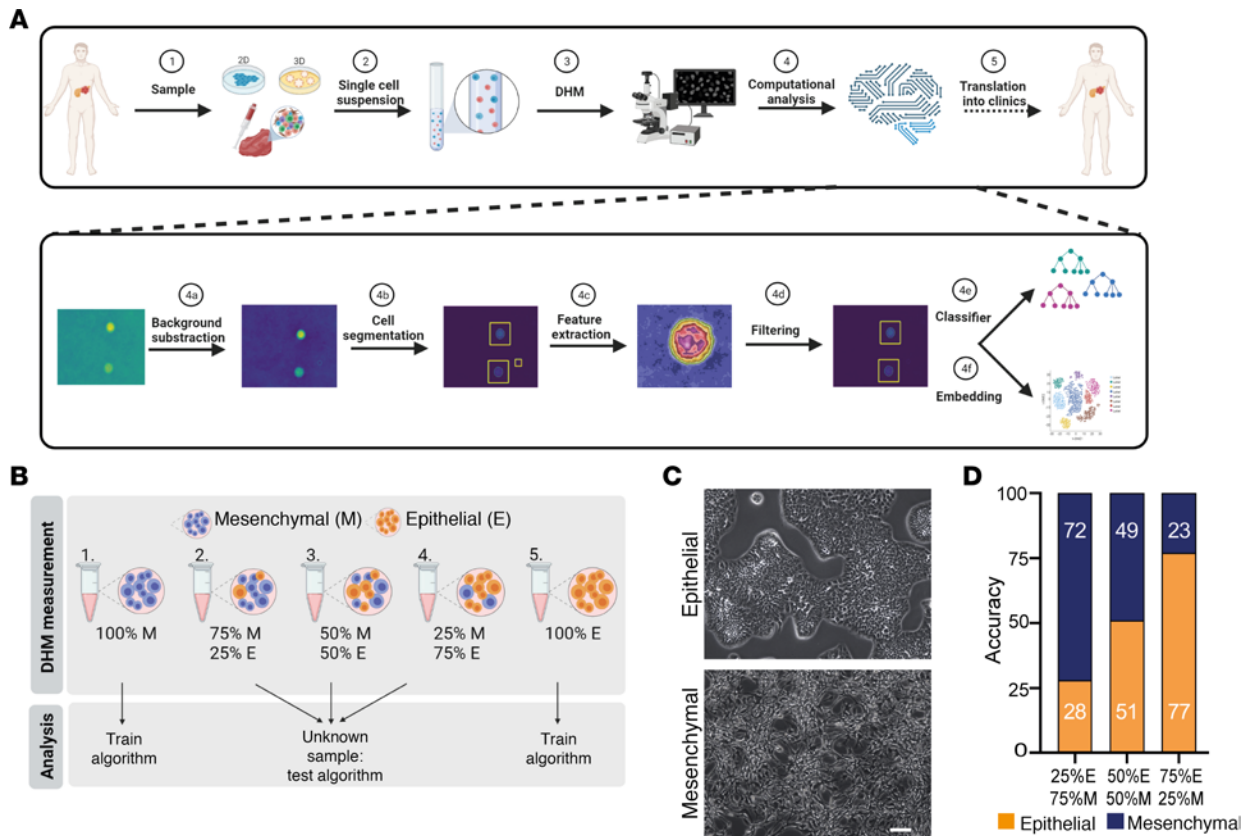 A
1
Sample
2D
3D
2
Single cell
suspension
3
DHM
4
Computational
analysis
5
Translation
into clinics
4a
Background
substraction
4b
Cell
segmentation
4c
Feature
extraction
4d
Filtering
4e
Classifier
4f
Embedding
B
DHM measurement
Mesenchymal (M)
Epithelial (E)
1.
2.
3.
4.
5.
100% M
75% M
25% E
50% M
50% E
25% M
75% E
100% E
Analysis
Train
algorithm
Unknown
sample:
test algorithm
Train
algorithm
C
Epithelial
Mesenchymal
D
Accuracy
100
75
50
25
0
72
49
23
28
51
77
25%E
75%M
50%E
50%M
75%E
25%M
Epithelial
Mesenchymal